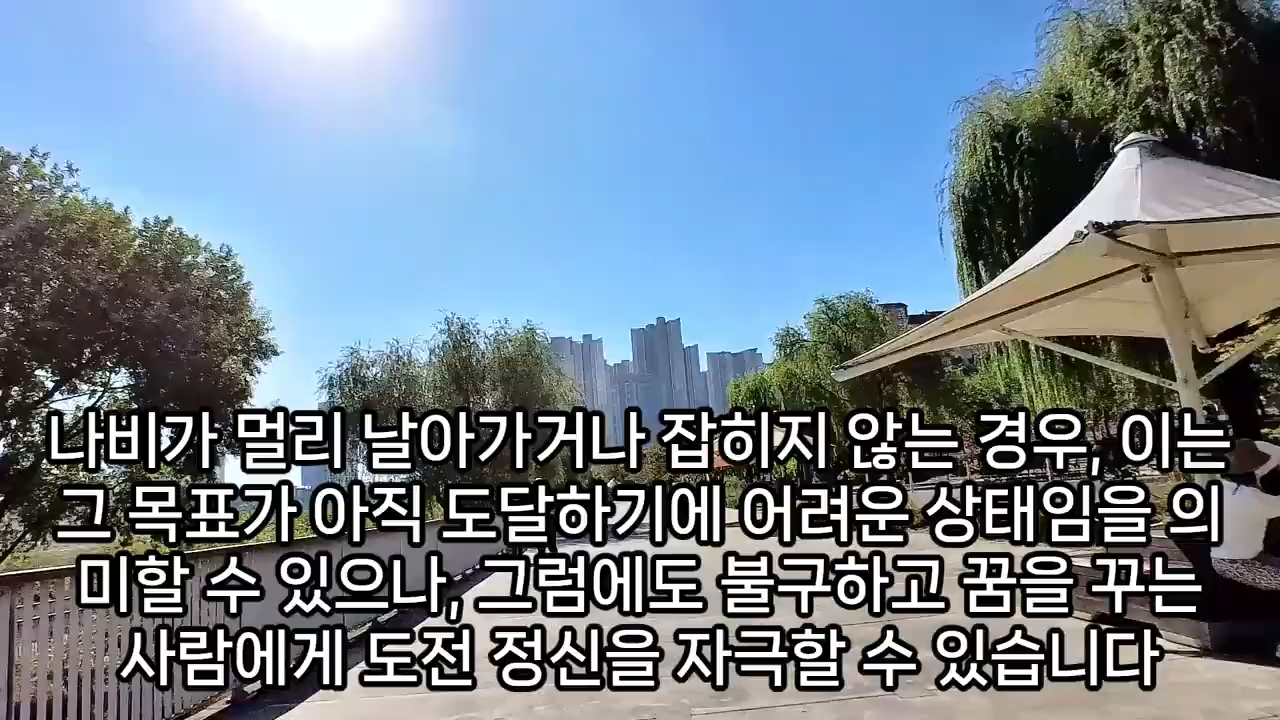 나비가 멀리 날아가거나 잡히지 않는 경우, 이는
그 목표가 아직 도달하기에 어려운 상태임을 의
미할 수 있으나, 그럼에도 불구하고 꿈을 꾸는
사람에게 도전 정신을 자극할 수 있습니다